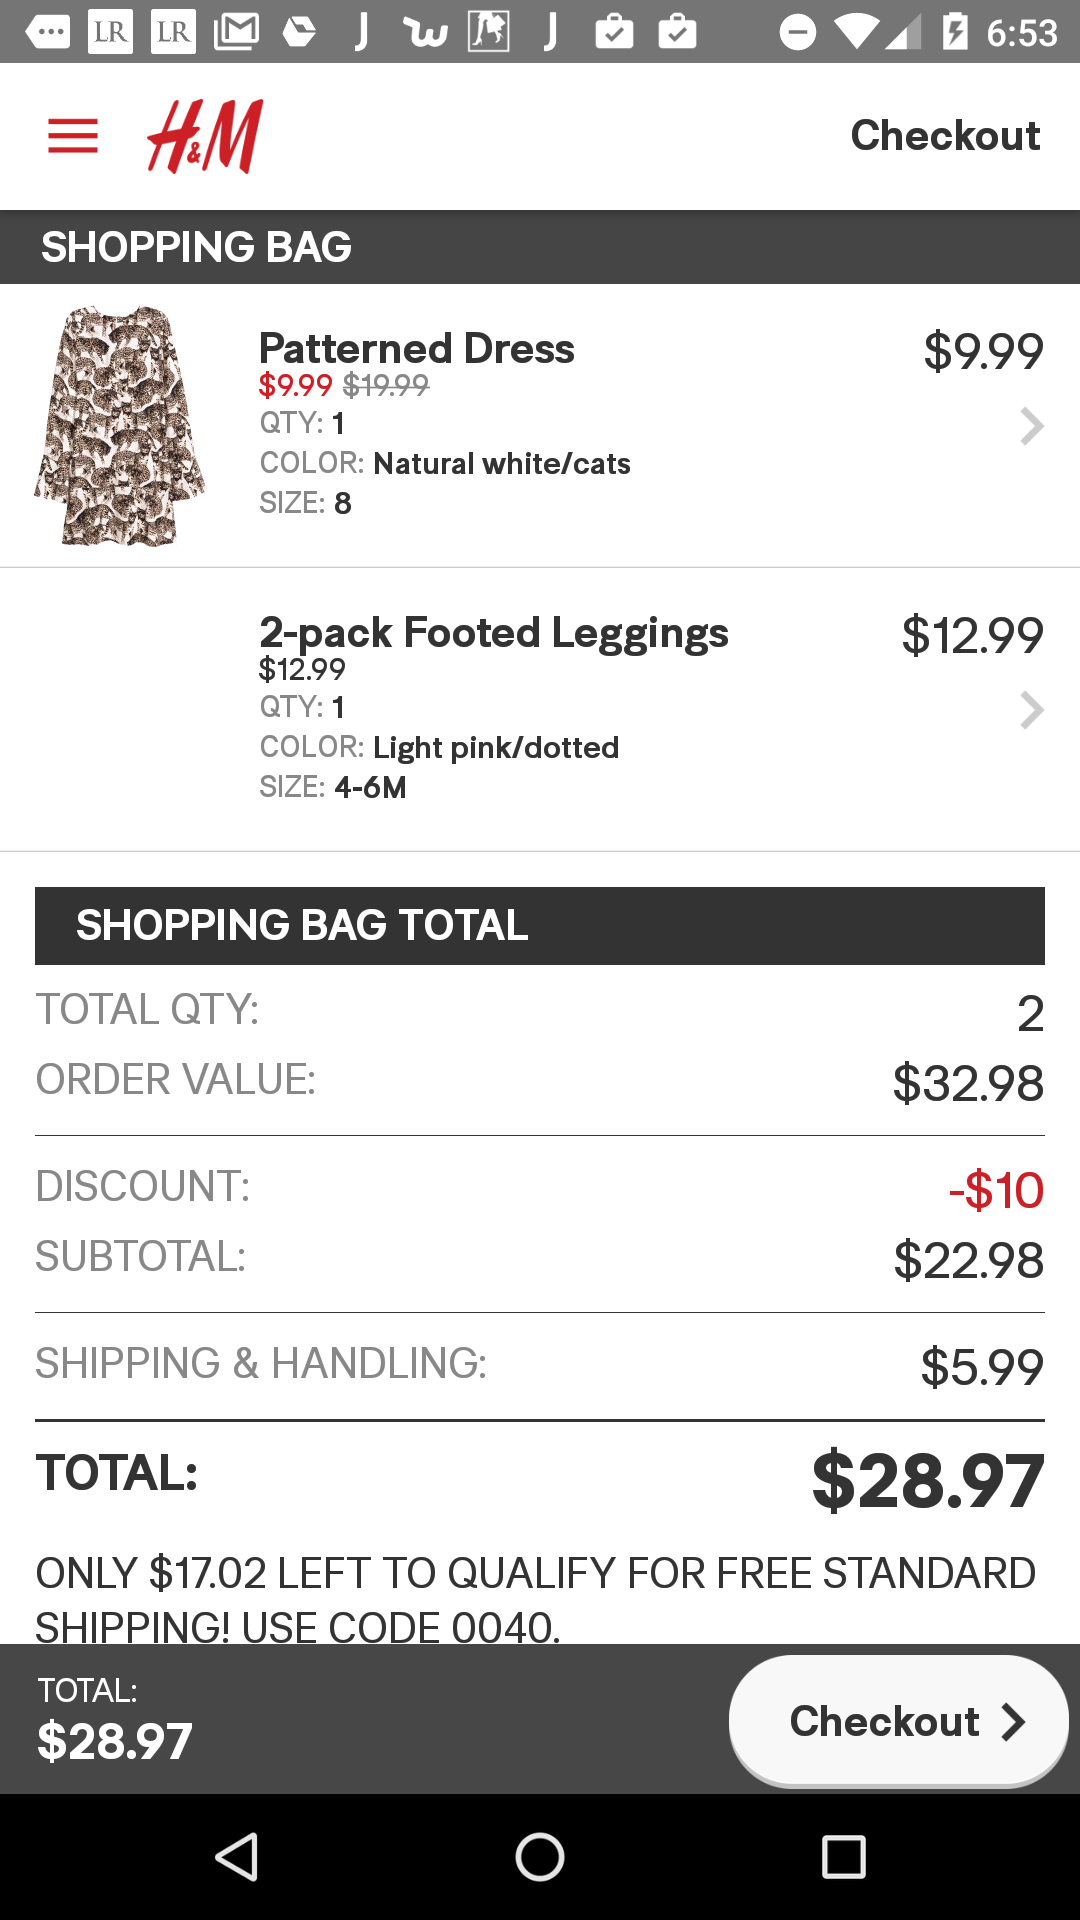 LR LR 6:53
H&M Checkout
SHOPPING BAG
Patterned Dress $9.99
$9.99 $19.99
QTY: 1
COLOR: Natural white/cats
SIZE: 8
2-pack Footed Leggings $12.99
$12.99
QTY: 1
COLOR: Light pink/dotted
SIZE: 4-6M
SHOPPING BAG TOTAL
TOTAL QTY: 2
ORDER VALUE: $32.98
DISCOUNT: -$10
SUBTOTAL: $22.98
SHIPPING & HANDLING: $5.99
TOTAL: $28.97
ONLY $17.02 LEFT TO QUALIFY FOR FREE STANDARD
SHIPPING! USE CODE 0040.
TOTAL:
$28.97
Checkout